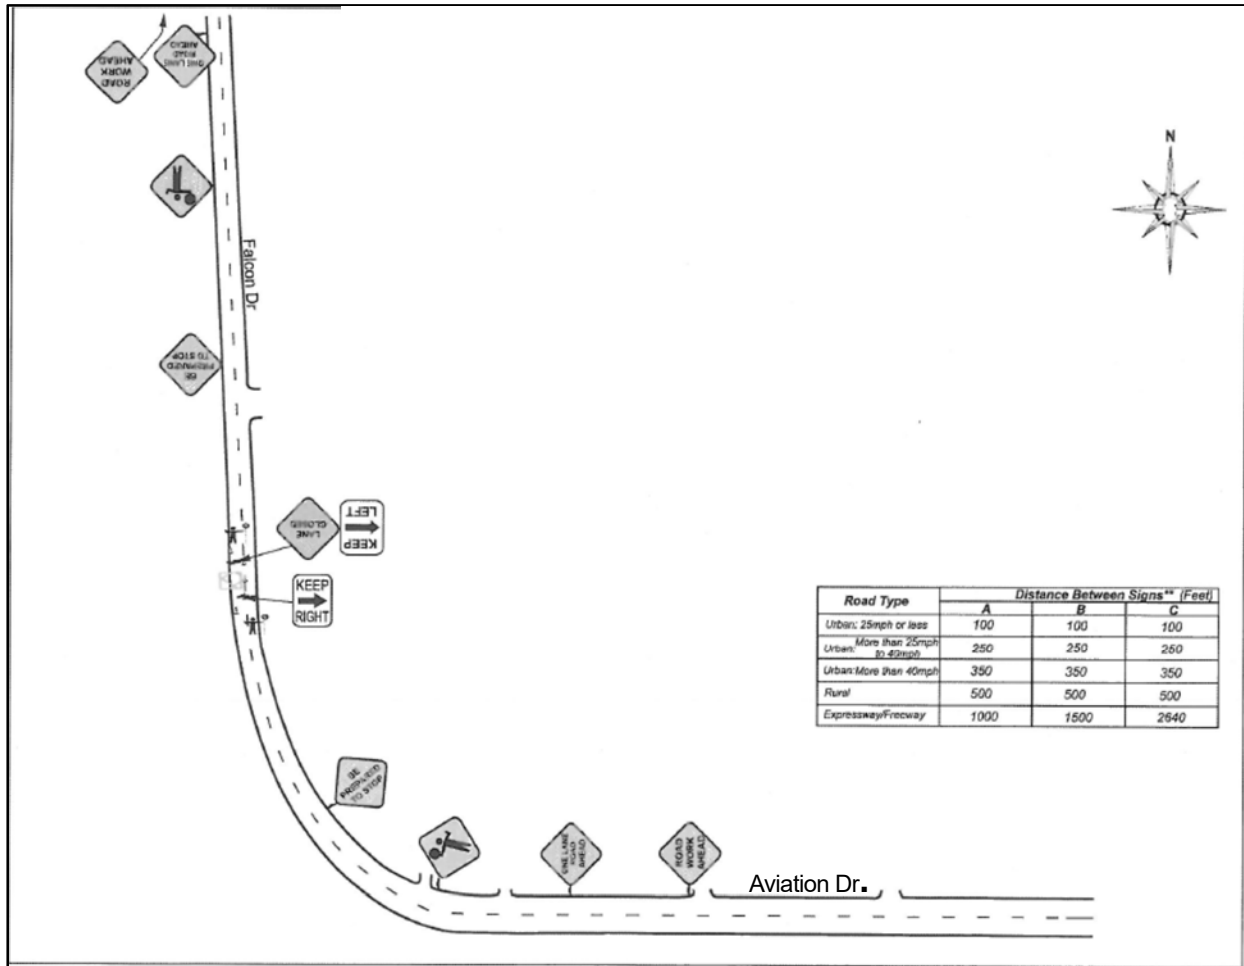 ROAD
WORK
AHEAD
ONE LANE
ROAD
AHEAD
N
Falcon Dr
BE
PREPARED
TO STOP
LANE
CLOSED
KEEP
LEFT
KEEP
RIGHT
Road Type Distance Between Signs** (Feet)
A B C
Urban: 25mph or less 100 100 100
Urban: More than 25mph to 40mph 250 250 250
Urban: More than 40mph 350 350 350
Rural 500 500 500
Expressway/Freeway 1000 1500 2640
BE
PREPARED
TO STOP
ONE LANE
ROAD
AHEAD
ROAD
WORK
AHEAD
Aviation Dr.